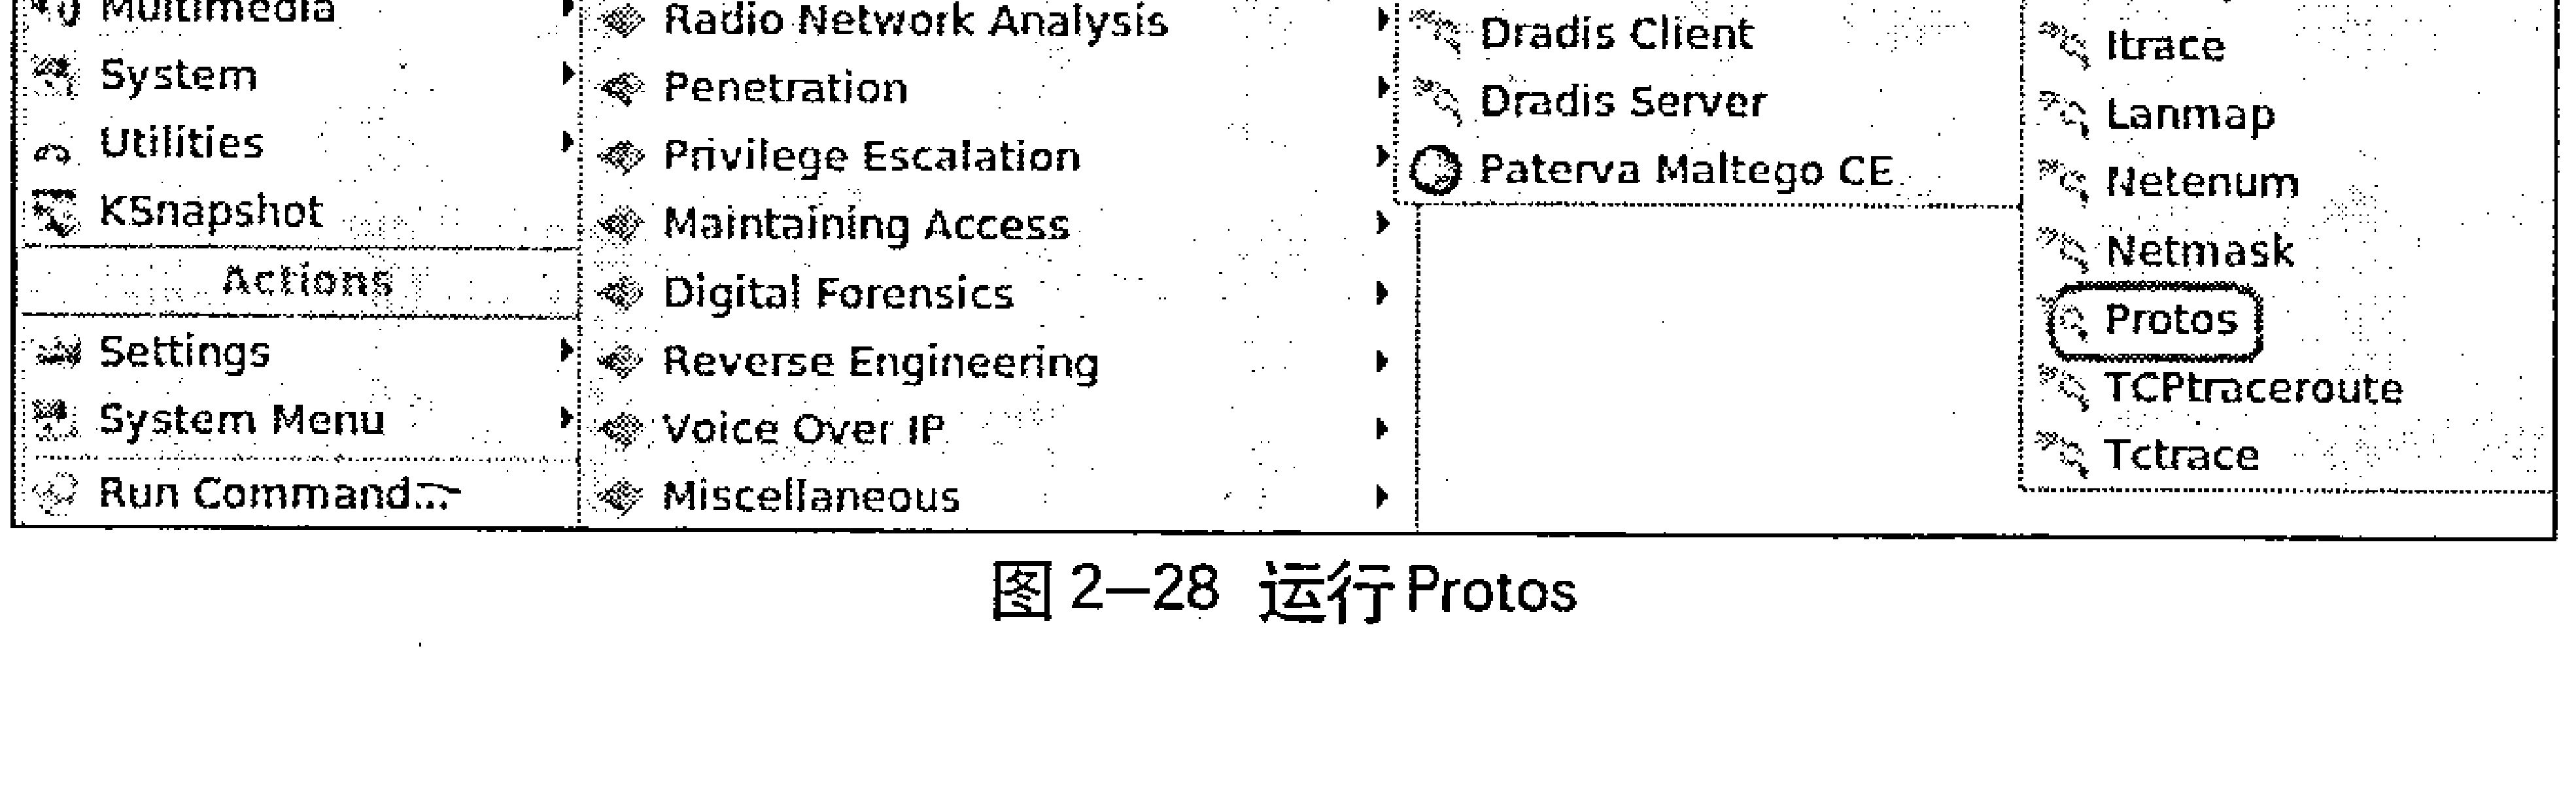 Multimedia
System
Utilities
KSnapshot
Actions
Settings
System Menu
Run Command...
Radio Network Analysis
Penetration
Privilege Escalation
Maintaining Access
Digital Forensics
Reverse Engineering
Voice Over IP
Miscellaneous
Dradis Client
Dradis Server
Paterva Maltego CE
Itrace
Lanmap
Netenum
Netmask
Protos
TCPtraceroute
Tctrace
图 2—28 运行 Protos